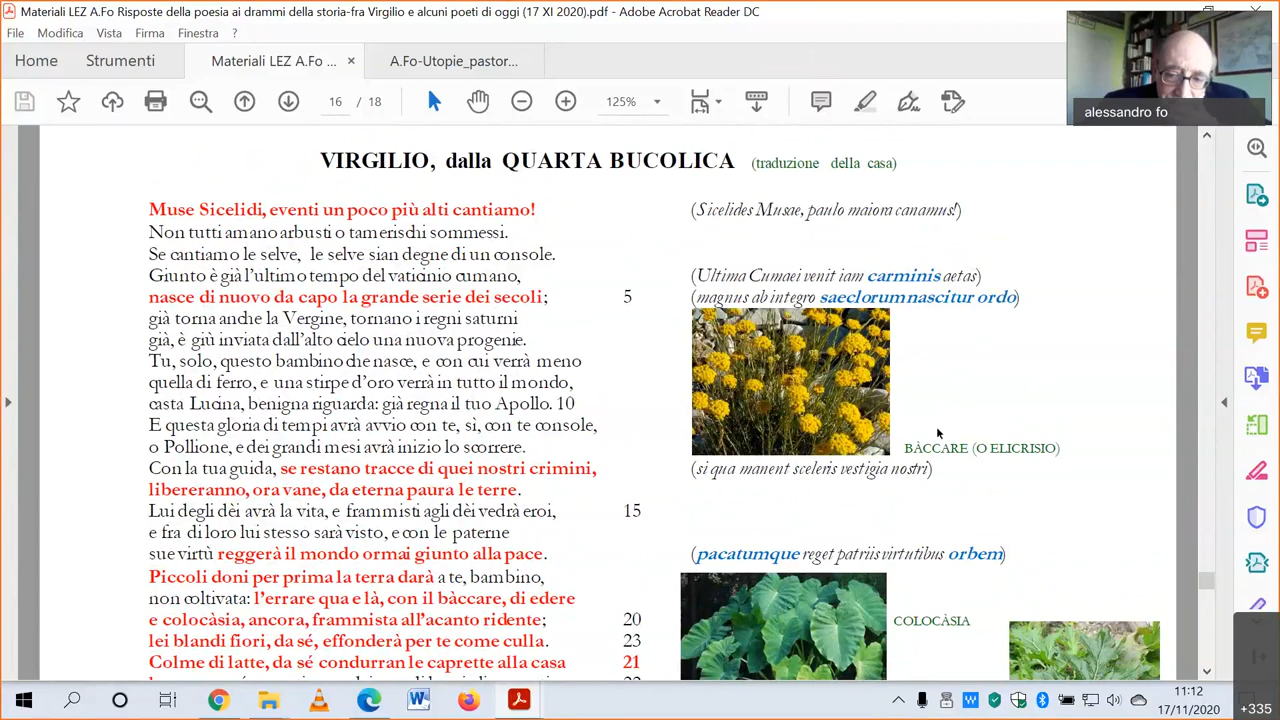 Materiali LEZ A.Fo Risposte della poesia ai drammi della storia-fra Virgilio e alcuni poeti di oggi (17 XI 2020).pdf - Adobe Acrobat Reader DC
File Modifica Vista Firma Finestra ?
Home Strumenti Materiali LEZ A.Fo ... × A.Fo-Utopie_pastor...
16 / 18 125%
alessandro fo
VIRGILIO, dalla QUARTA BUCOLICA (traduzione della casa)
Muse Sicelidi, eventi un poco più alti cantiamo! (Sicelides Musae, paulo maiora canamus!)
Non tutti amano arbusti o tamerischi sommessi.
Se cantiamo le selve, le selve sian degne di un console.
Giunto è già l'ultimo tempo del vaticinio cumano, (Ultima Cumaei venit iam carminis aetas)
nasce di nuovo da capo la grande serie dei secoli; 5 (magnus ab integro saeclorum nascitur ordo)
già torna anche la Vergine, tornano i regni saturni
già, è giù inviata dall'alto cielo una nuova progenie.
Tu, solo, questo bambino che nasce, e con cui verrà meno
quella di ferro, e una stirpe d'oro verrà in tutto il mondo,
casta Lucina, benigna riguarda: già regna il tuo Apollo. 10
E questa gloria di tempi avrà avvio con te, sì, con te console,
o Pollione, e dei grandi mesi avrà inizio lo scorrere. BÀCCARE (O ELICRISIO)
Con la tua guida, se restano tracce di quei nostri crimini, (si qua manent sceleris vestigia nostri)
libereranno, ora vane, da eterna paura le terre.
Lui degli dèi avrà la vita, e frammisti agli dèi vedrà eroi, 15
e fra di loro lui stesso sarà visto, e con le paterne
sue virtù reggerà il mondo ormai giunto alla pace. (pacatumque reget patriis virtutibus orbem)
Piccoli doni per prima la terra darà a te, bambino,
non coltivata: l'errare qua e là, con il bàccare, di edere
e colocàsia, ancora, frammista all'acanto ridente; 20 COLOCÀSIA
lei blandi fiori, da sé, effonderà per te come culla. 23
Colme di latte, da sé condurran le caprette alla casa 21
11:12
17/11/2020
+335